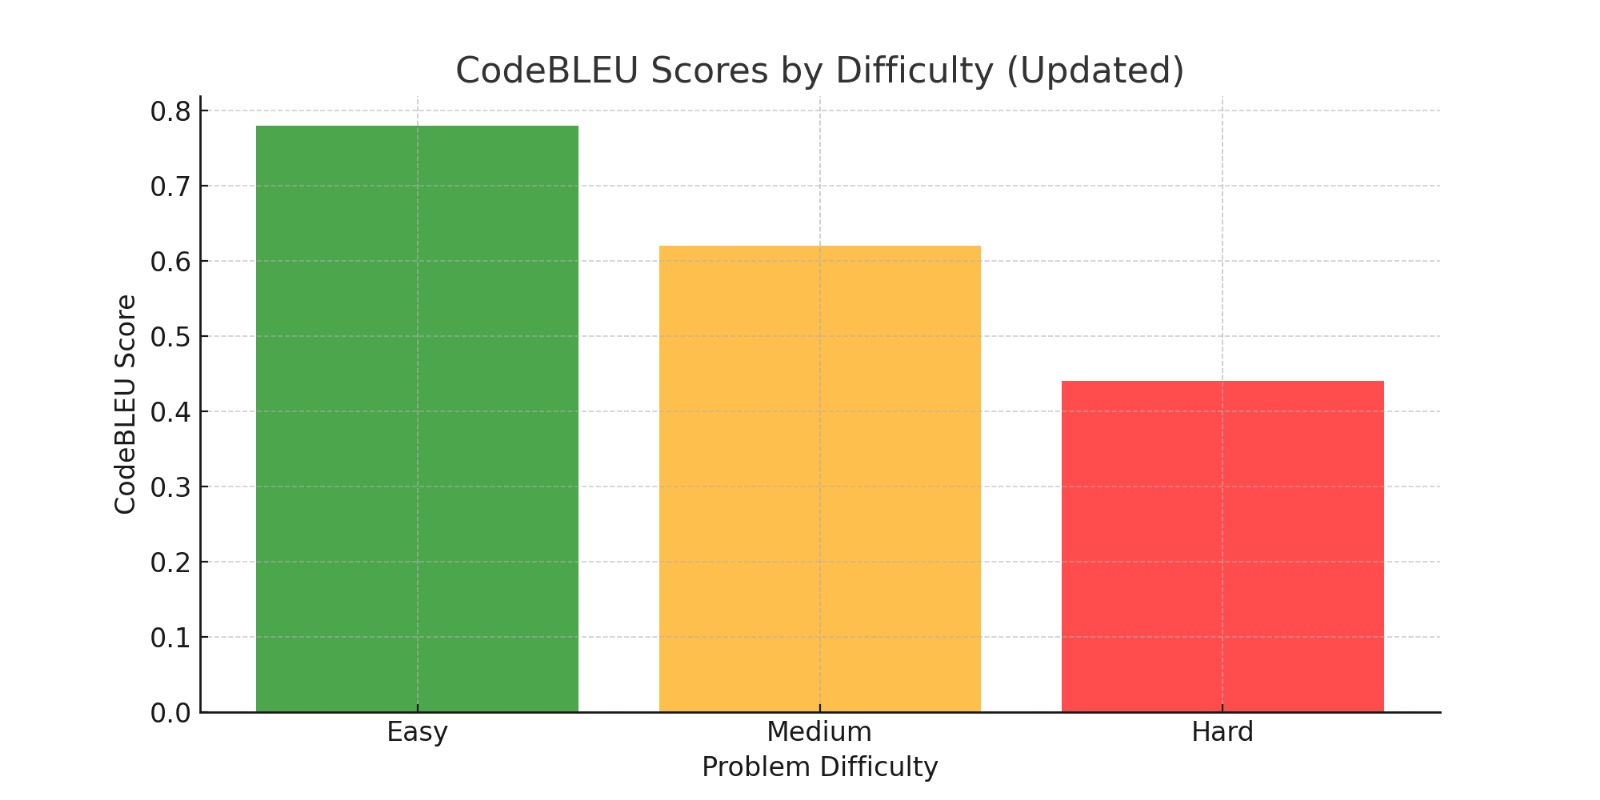 CodeBLEU Scores by Difficulty (Updated)
CodeBLEU Score
0.8
0.7
0.6
0.5
0.4
0.3
0.2
0.1
0.0
Easy
Medium
Hard
Problem Difficulty